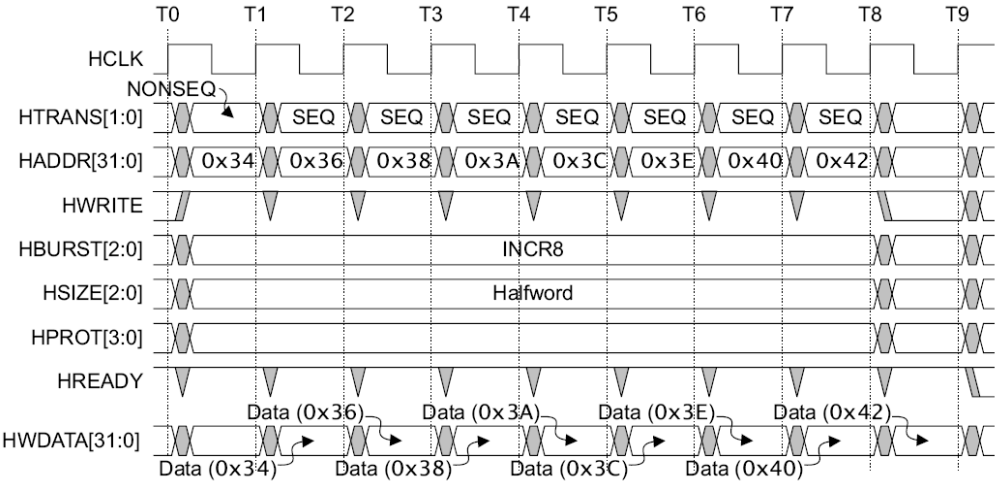 T0 T1 T2 T3 T4 T5 T6 T7 T8 T9
HCLK
NONSEQ
HTRANS[1:0] SEQ SEQ SEQ SEQ SEQ SEQ SEQ
HADDR[31:0] 0x34 0x36 0x38 0x3A 0x3C 0x3E 0x40 0x42
HWRITE
HBURST[2:0] INCR8
HSIZE[2:0] Halfword
HPROT[3:0]
HREADY
Data (0x36) Data (0x3A) Data (0x3E) Data (0x42)
HWDATA[31:0]
Data (0x34) Data (0x38) Data (0x3C) Data (0x40)